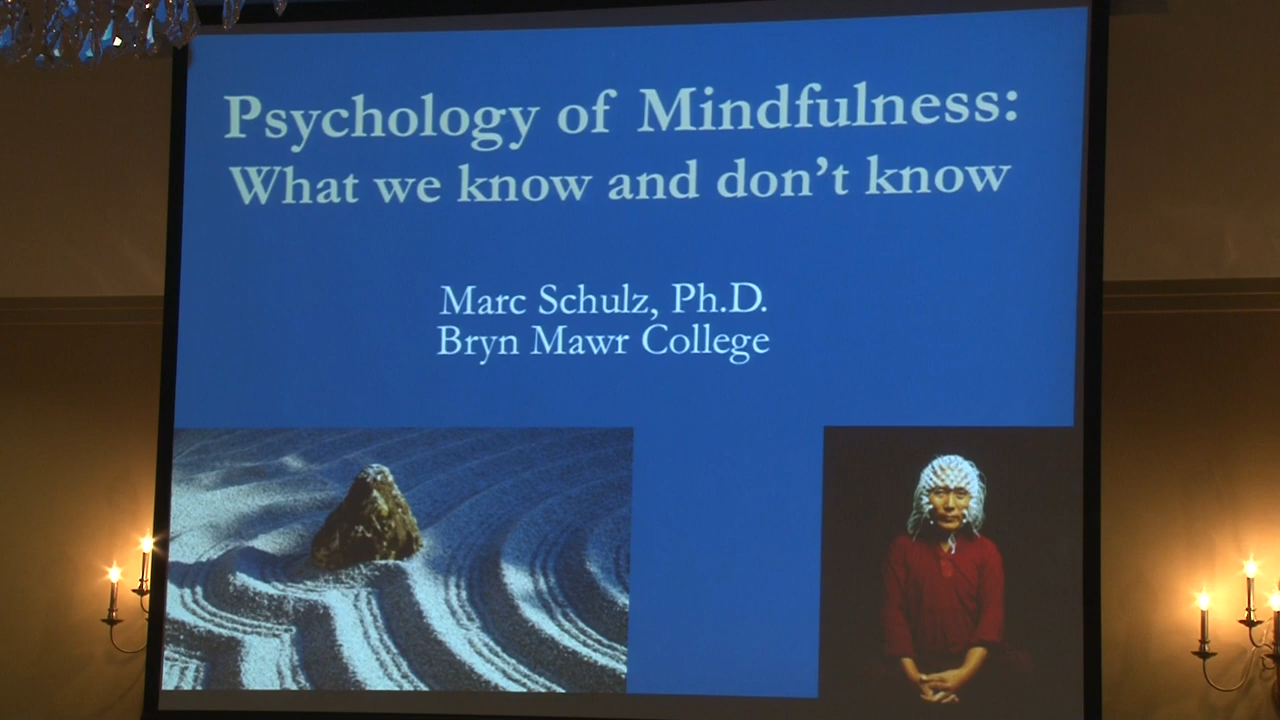 Psychology of Mindfulness:
What we know and don't know
Marc Schulz, Ph.D.
Bryn Mawr College